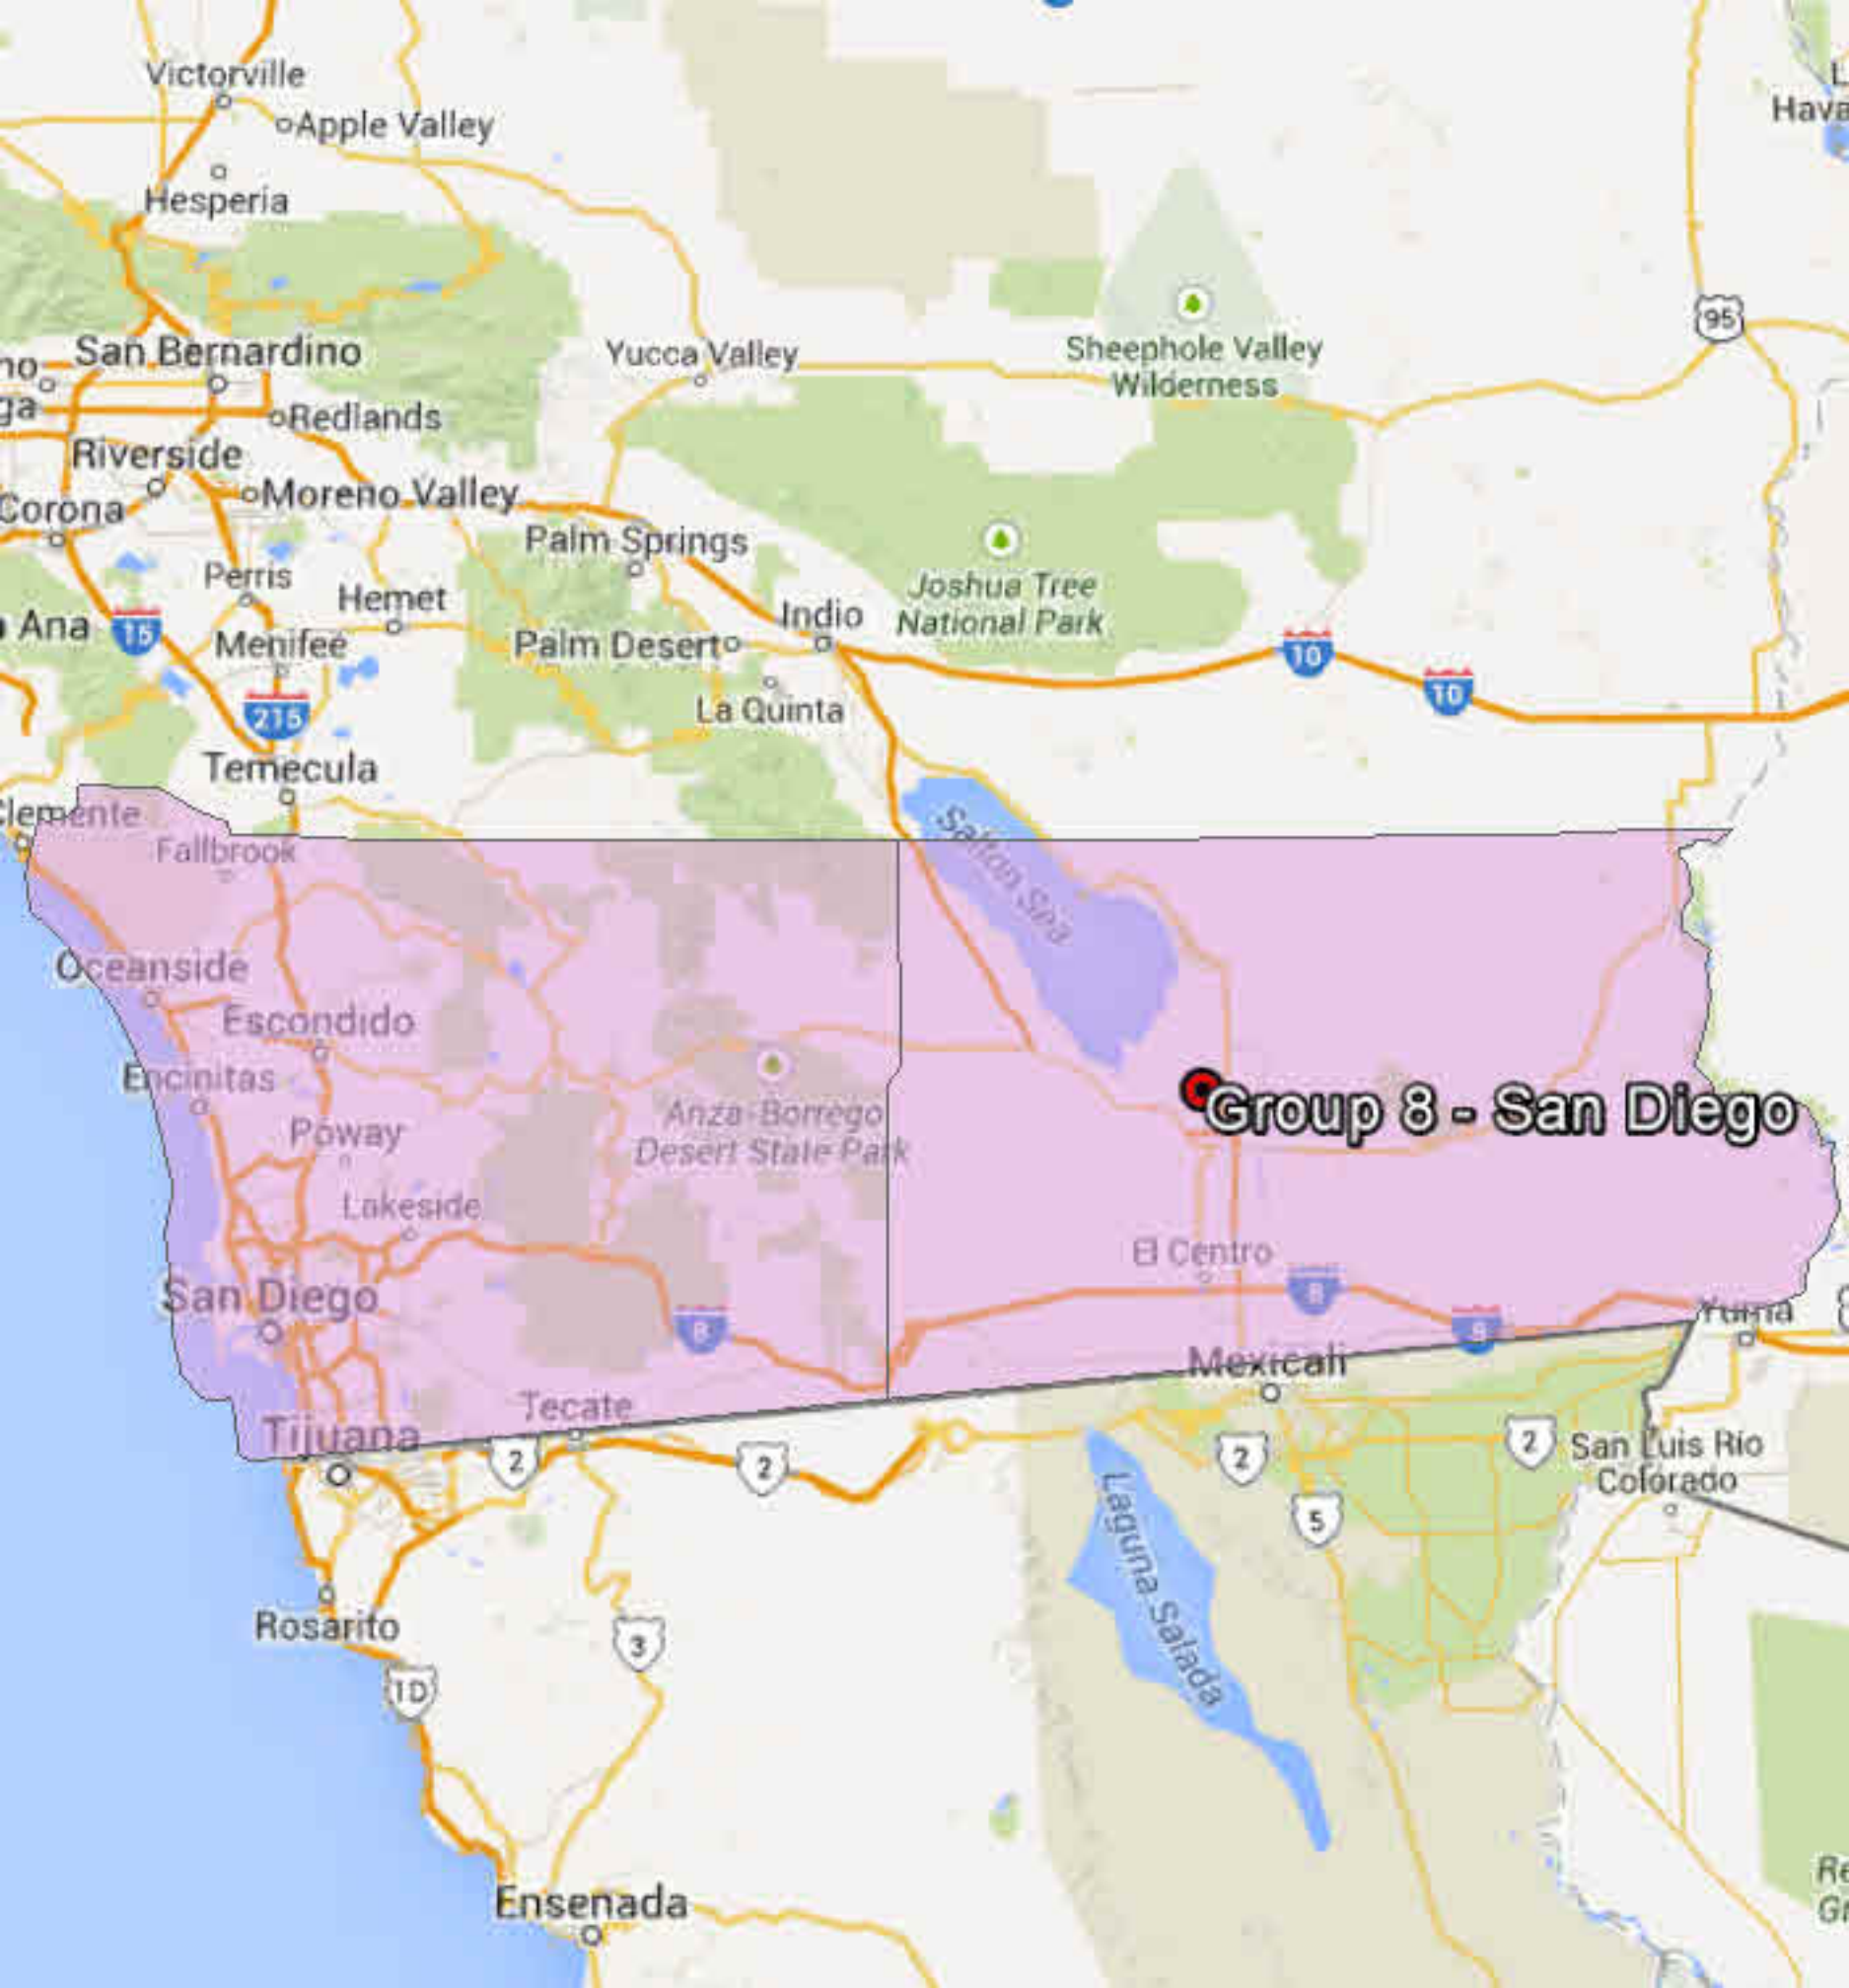 Victorville
Apple Valley
Hesperia
95
San Bernardino
Yucca Valley
Sheephole Valley
Wilderness
Redlands
Riverside
Moreno Valley
Corona
Palm Springs
Joshua Tree
National Park
Perris
Hemet
Indio
Ana
15
Menifee
Palm Desert
10
10
La Quinta
215
Temecula
Clemente
Fallbrook
Salton Sea
Oceanside
Escondido
Encinitas
Poway
Anza-Borrego
Desert State Park
Group 8 - San Diego
Lakeside
El Centro
San Diego
8
8
8
Yuma
Mexicali
Tecate
Tijuana
2
2
2
2
San Luis Río
Colorado
5
Laguna Salada
Rosarito
3
1D
Ensenada